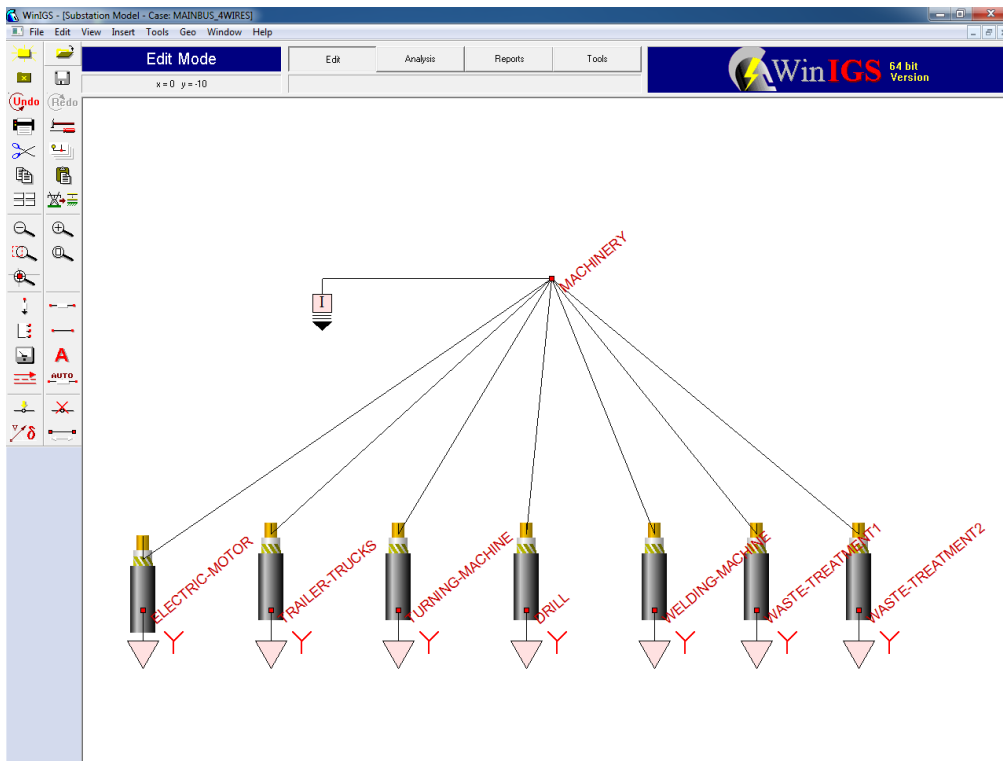 WinIGS - [Substation Model - Case: MAINBUS_4WIRES]
File Edit View Insert Tools Geo Window Help
Edit Mode
Edit
Analysis
Reports
Tools
WinIGS 64 bit Version
x = 0 y = -10
Undo
Redo
A
AUTO
MACHINERY
I
ELECTRIC-MOTOR
TRAILER-TRUCKS
TURNING-MACHINE
DRILL
WELDING-MACHINE
WASTE-TREATMENT1
WASTE-TREATMENT2